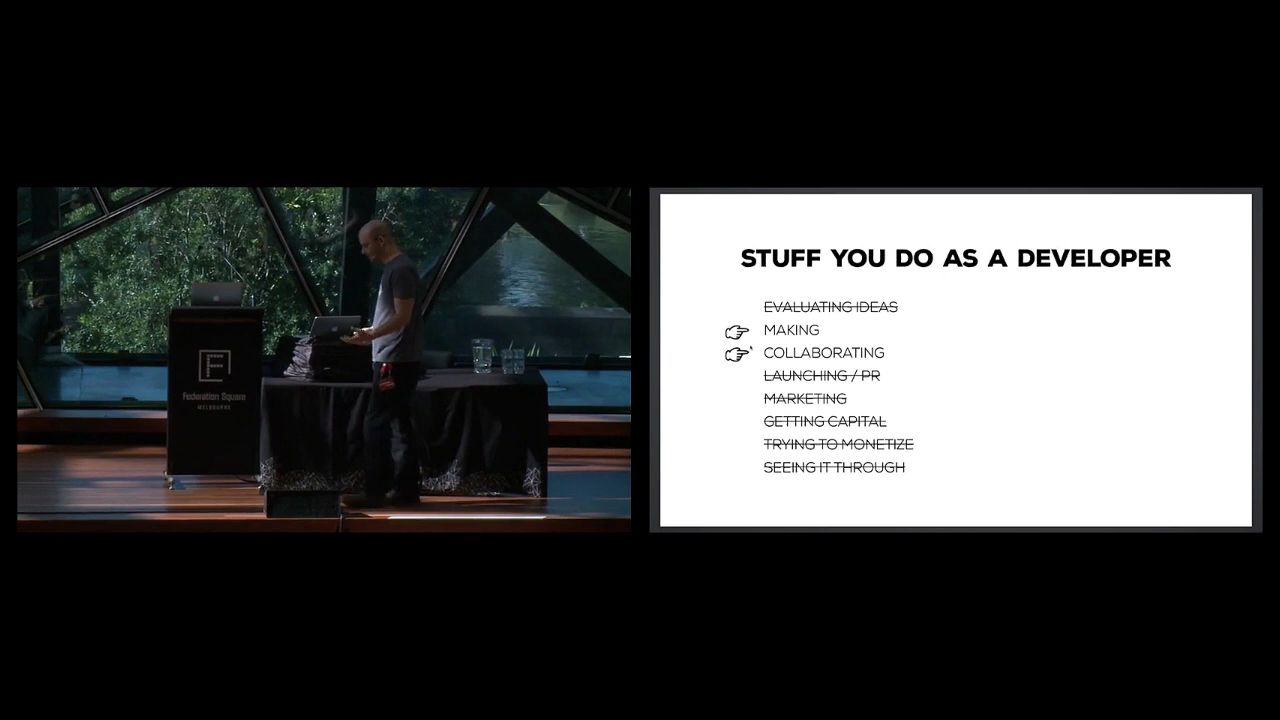 Federation Square
MELBOURNE
STUFF YOU DO AS A DEVELOPER
EVALUATING IDEAS
MAKING
COLLABORATING
LAUNCHING / PR
MARKETING
GETTING CAPITAL
TRYING TO MONETIZE
SEEING IT THROUGH